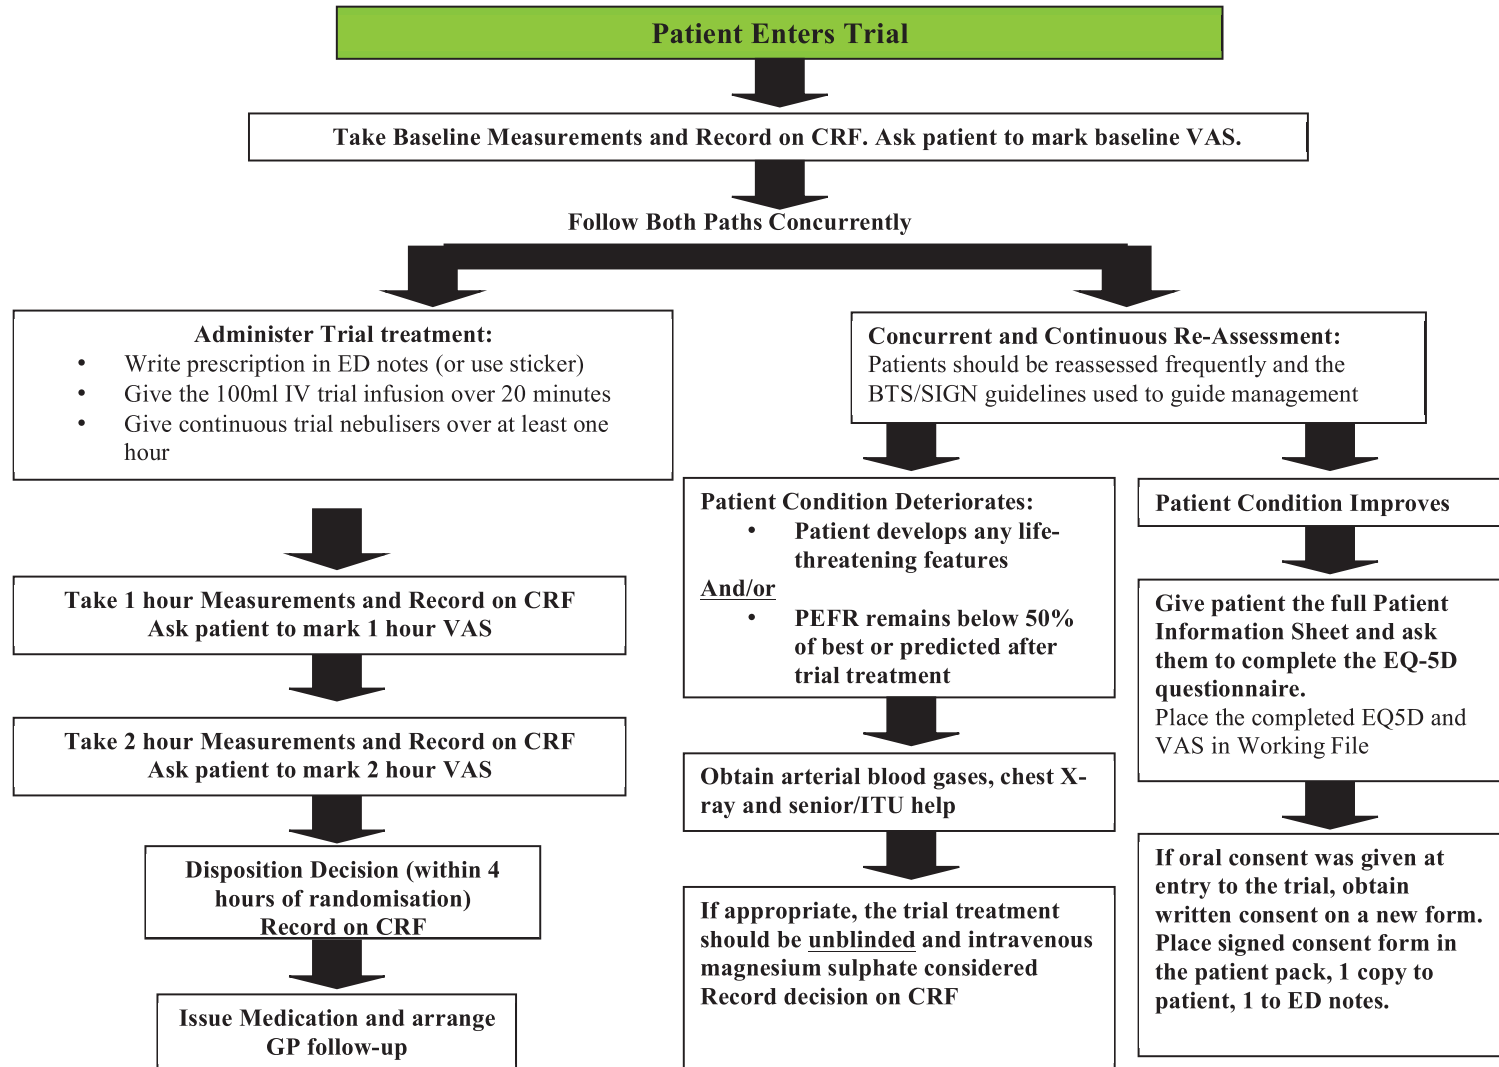 Patient Enters Trial
Take Baseline Measurements and Record on CRF. Ask patient to mark baseline VAS.
Follow Both Paths Concurrently
Administer Trial treatment:
• Write prescription in ED notes (or use sticker)
• Give the 100ml IV trial infusion over 20 minutes
• Give continuous trial nebulisers over at least one
hour
Take 1 hour Measurements and Record on CRF
Ask patient to mark 1 hour VAS
Take 2 hour Measurements and Record on CRF
Ask patient to mark 2 hour VAS
Disposition Decision (within 4
hours of randomisation)
Record on CRF
Issue Medication and arrange
GP follow-up
Concurrent and Continuous Re-Assessment:
Patients should be reassessed frequently and the
BTS/SIGN guidelines used to guide management
Patient Condition Deteriorates:
• Patient develops any life-
threatening features
And/or
• PEFR remains below 50%
of best or predicted after
trial treatment
Obtain arterial blood gases, chest X-
ray and senior/ITU help
If appropriate, the trial treatment
should be unblinded and intravenous
magnesium sulphate considered
Record decision on CRF
Patient Condition Improves
Give patient the full Patient
Information Sheet and ask
them to complete the EQ-5D
questionnaire.
Place the completed EQ5D and
VAS in Working File
If oral consent was given at
entry to the trial, obtain
written consent on a new form.
Place signed consent form in
the patient pack, 1 copy to
patient, 1 to ED notes.